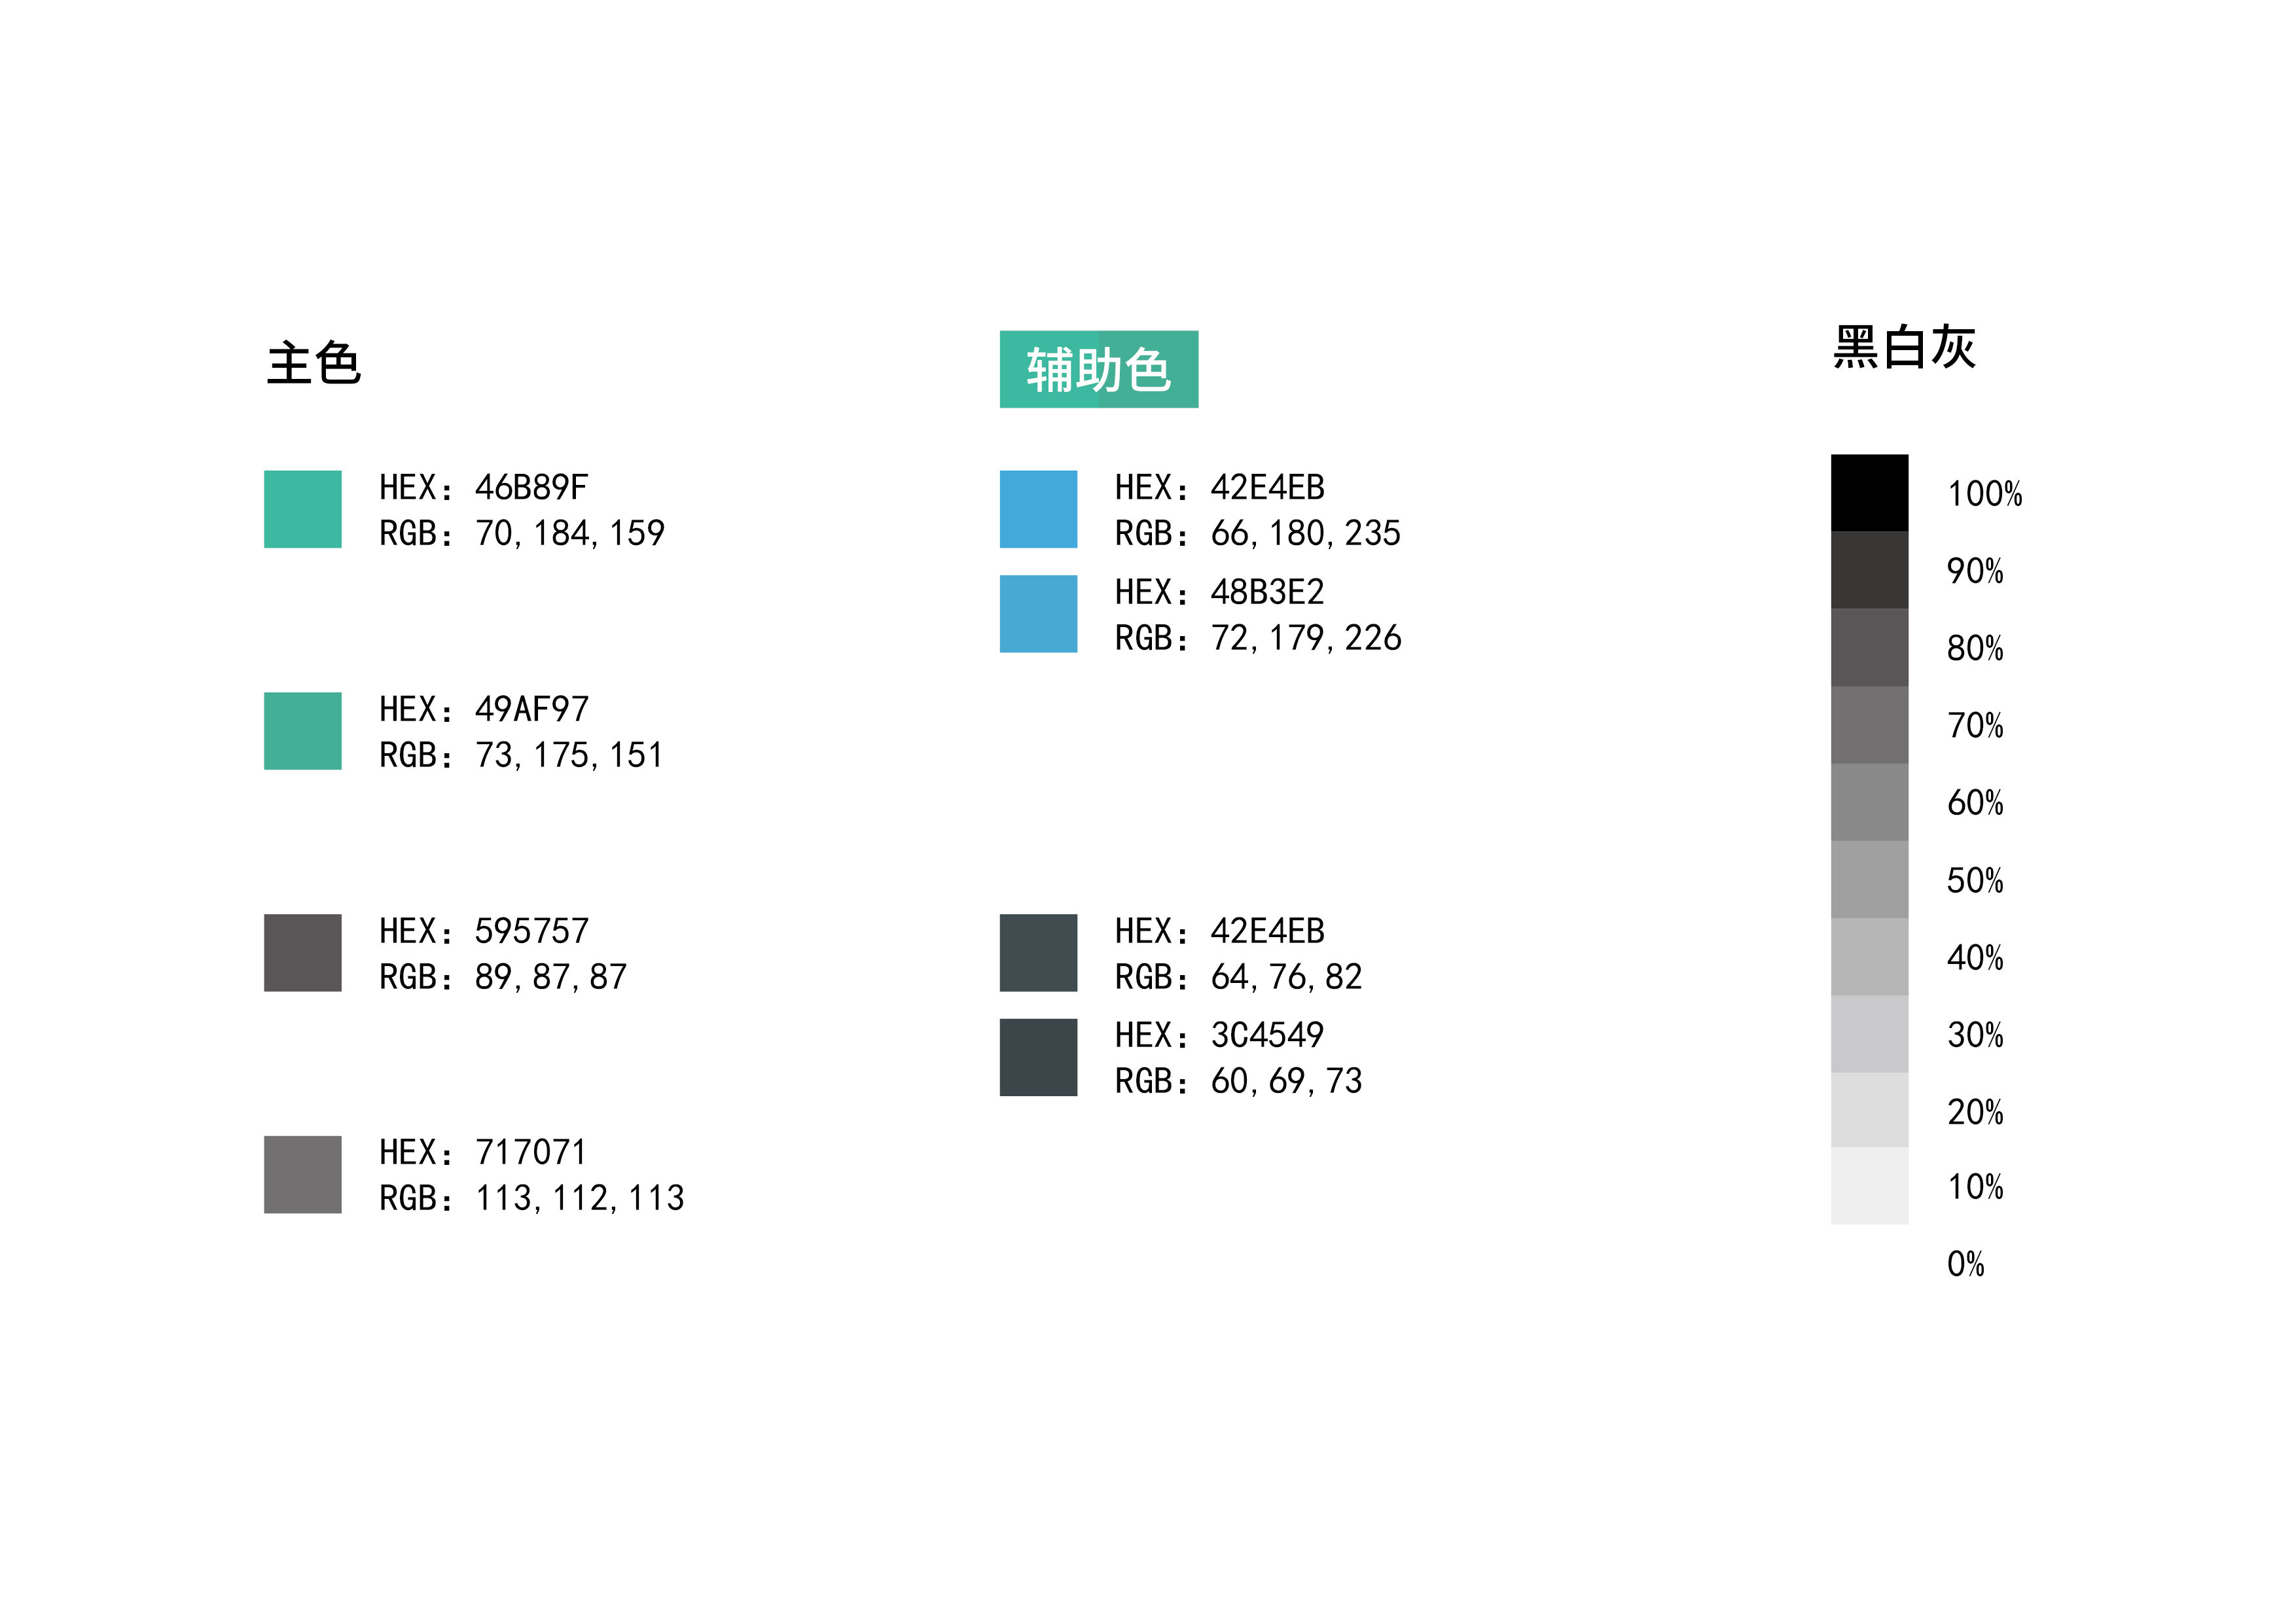 主色
HEX：46B89F
RGB：70,184,159
HEX：49AF97
RGB：73,175,151
HEX：595757
RGB：89,87,87
HEX：717071
RGB：113,112,113
辅助色
HEX：42E4EB
RGB：66,180,235
HEX：48B3E2
RGB：72,179,226
HEX：42E4EB
RGB：64,76,82
HEX：3C4549
RGB：60,69,73
黑白灰
100%
90%
80%
70%
60%
50%
40%
30%
20%
10%
0%